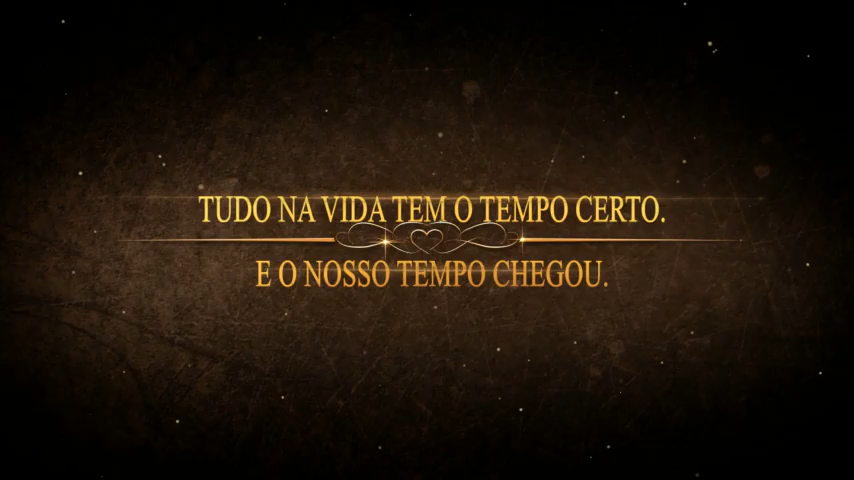 TUDO NA VIDA TEM O TEMPO CERTO.
E O NOSSO TEMPO CHEGOU.